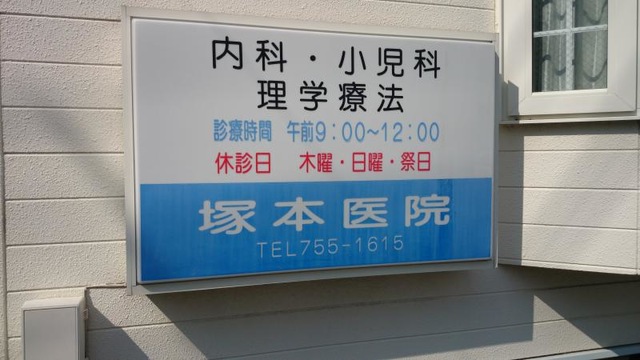 内科・小児科
理学療法
診療時間 午前9:00~12:00
休診日 木曜・日曜・祭日
塚本医院
TEL755-1615